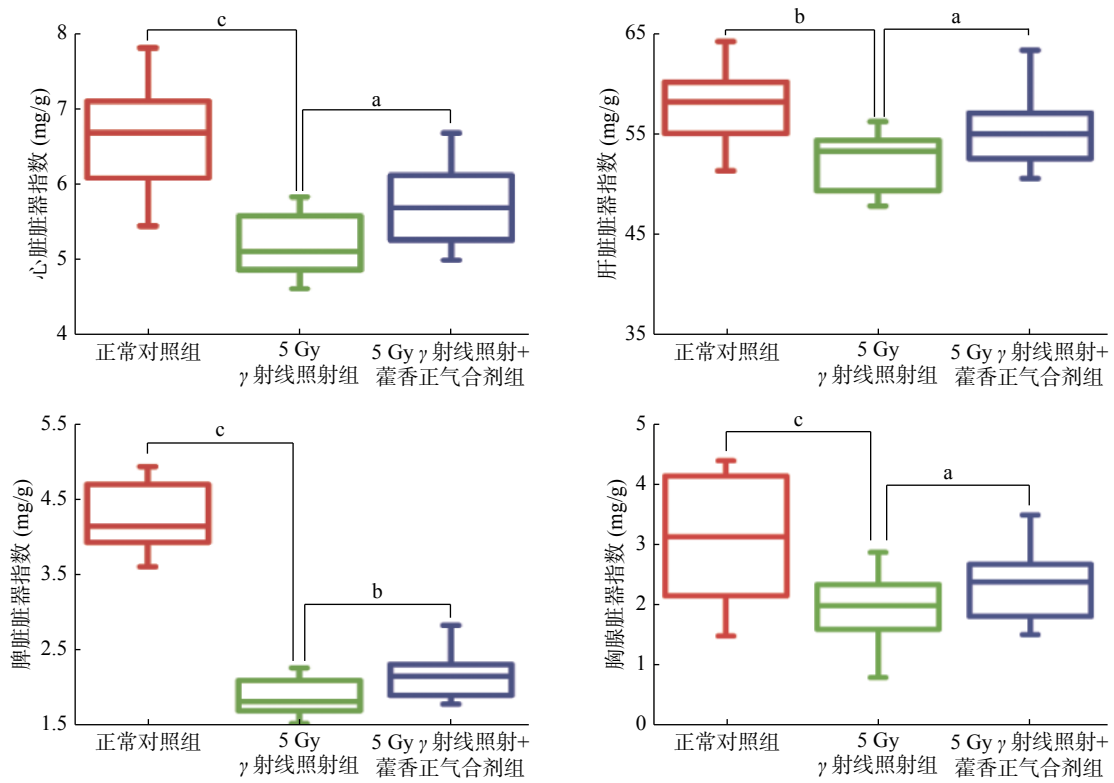 心脏脏器指数 (mg/g)
8
7
6
5
4
c
a
正常对照组
5 Gy
γ 射线照射组
5 Gy γ 射线照射+
藿香正气合剂组
肝脏脏器指数 (mg/g)
65
55
45
35
b
a
正常对照组
5 Gy
γ 射线照射组
5 Gy γ 射线照射+
藿香正气合剂组
脾脏脏器指数 (mg/g)
5.5
4.5
3.5
2.5
1.5
c
b
正常对照组
5 Gy
γ 射线照射组
5 Gy γ 射线照射+
藿香正气合剂组
胸腺脏器指数 (mg/g)
5
4
3
2
1
0
c
a
正常对照组
5 Gy
γ 射线照射组
5 Gy γ 射线照射+
藿香正气合剂组